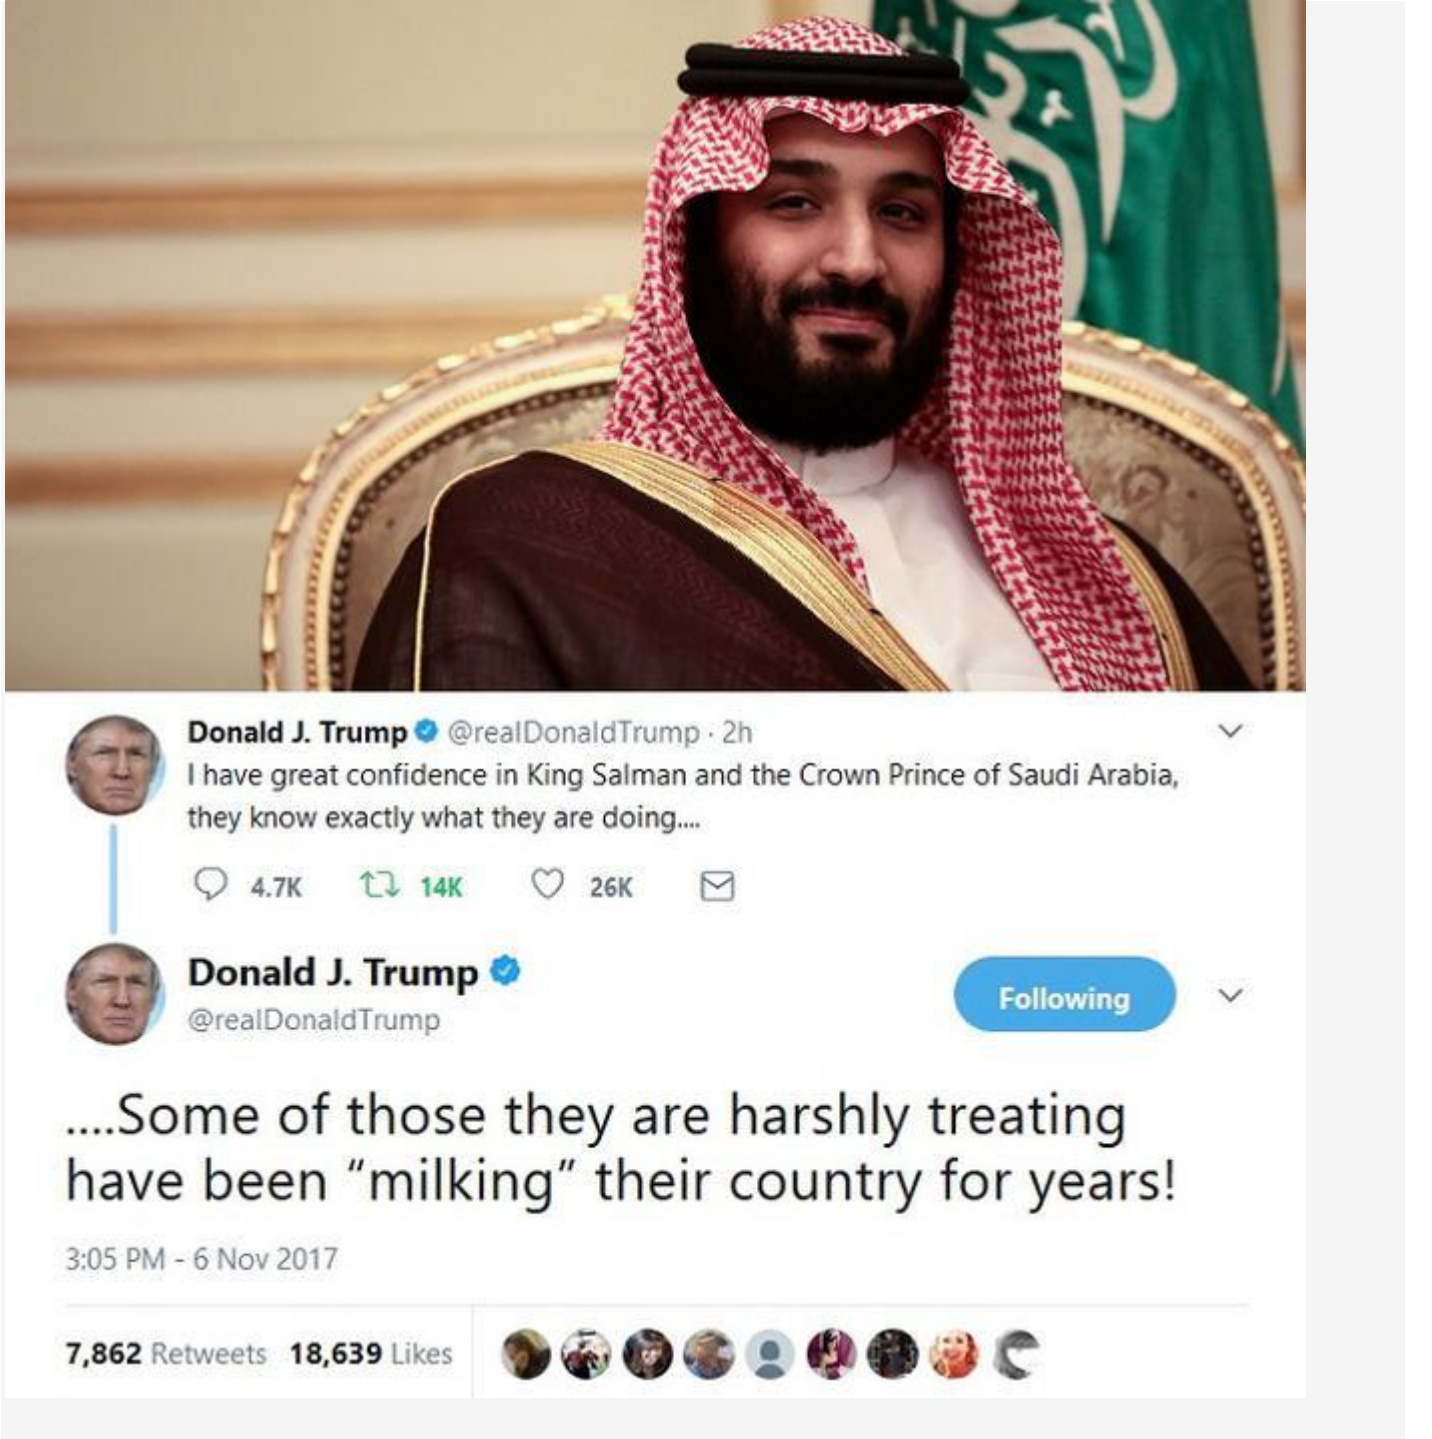 Donald J. Trump @realDonaldTrump · 2h
I have great confidence in King Salman and the Crown Prince of Saudi Arabia,
they know exactly what they are doing....
4.7K 14K 26K
Donald J. Trump
@realDonaldTrump
Following
....Some of those they are harshly treating
have been “milking” their country for years!
3:05 PM - 6 Nov 2017
7,862 Retweets 18,639 Likes